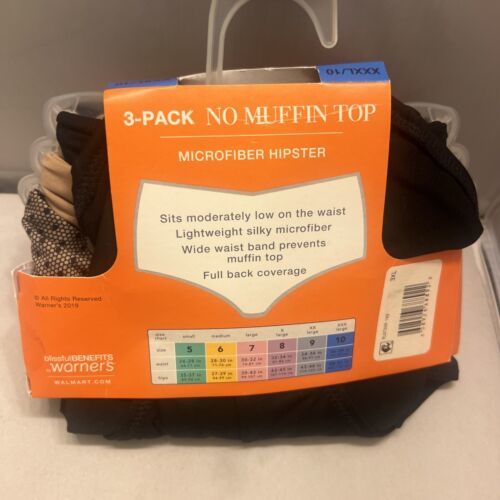 XXXL/10
3-PACK NO MUFFIN TOP
MICROFIBER HIPSTER
Sits moderately low on the waist
Lightweight silky microfiber
Wide waist band prevents
muffin top
Full back coverage
© All Rights Reserved
Warner's 2019
blissfulBENEFITS
by warners
WALMART.COM
small medium large X large XX large XXX large
size 5 6 7 8 9 10
waist
hips
3XL